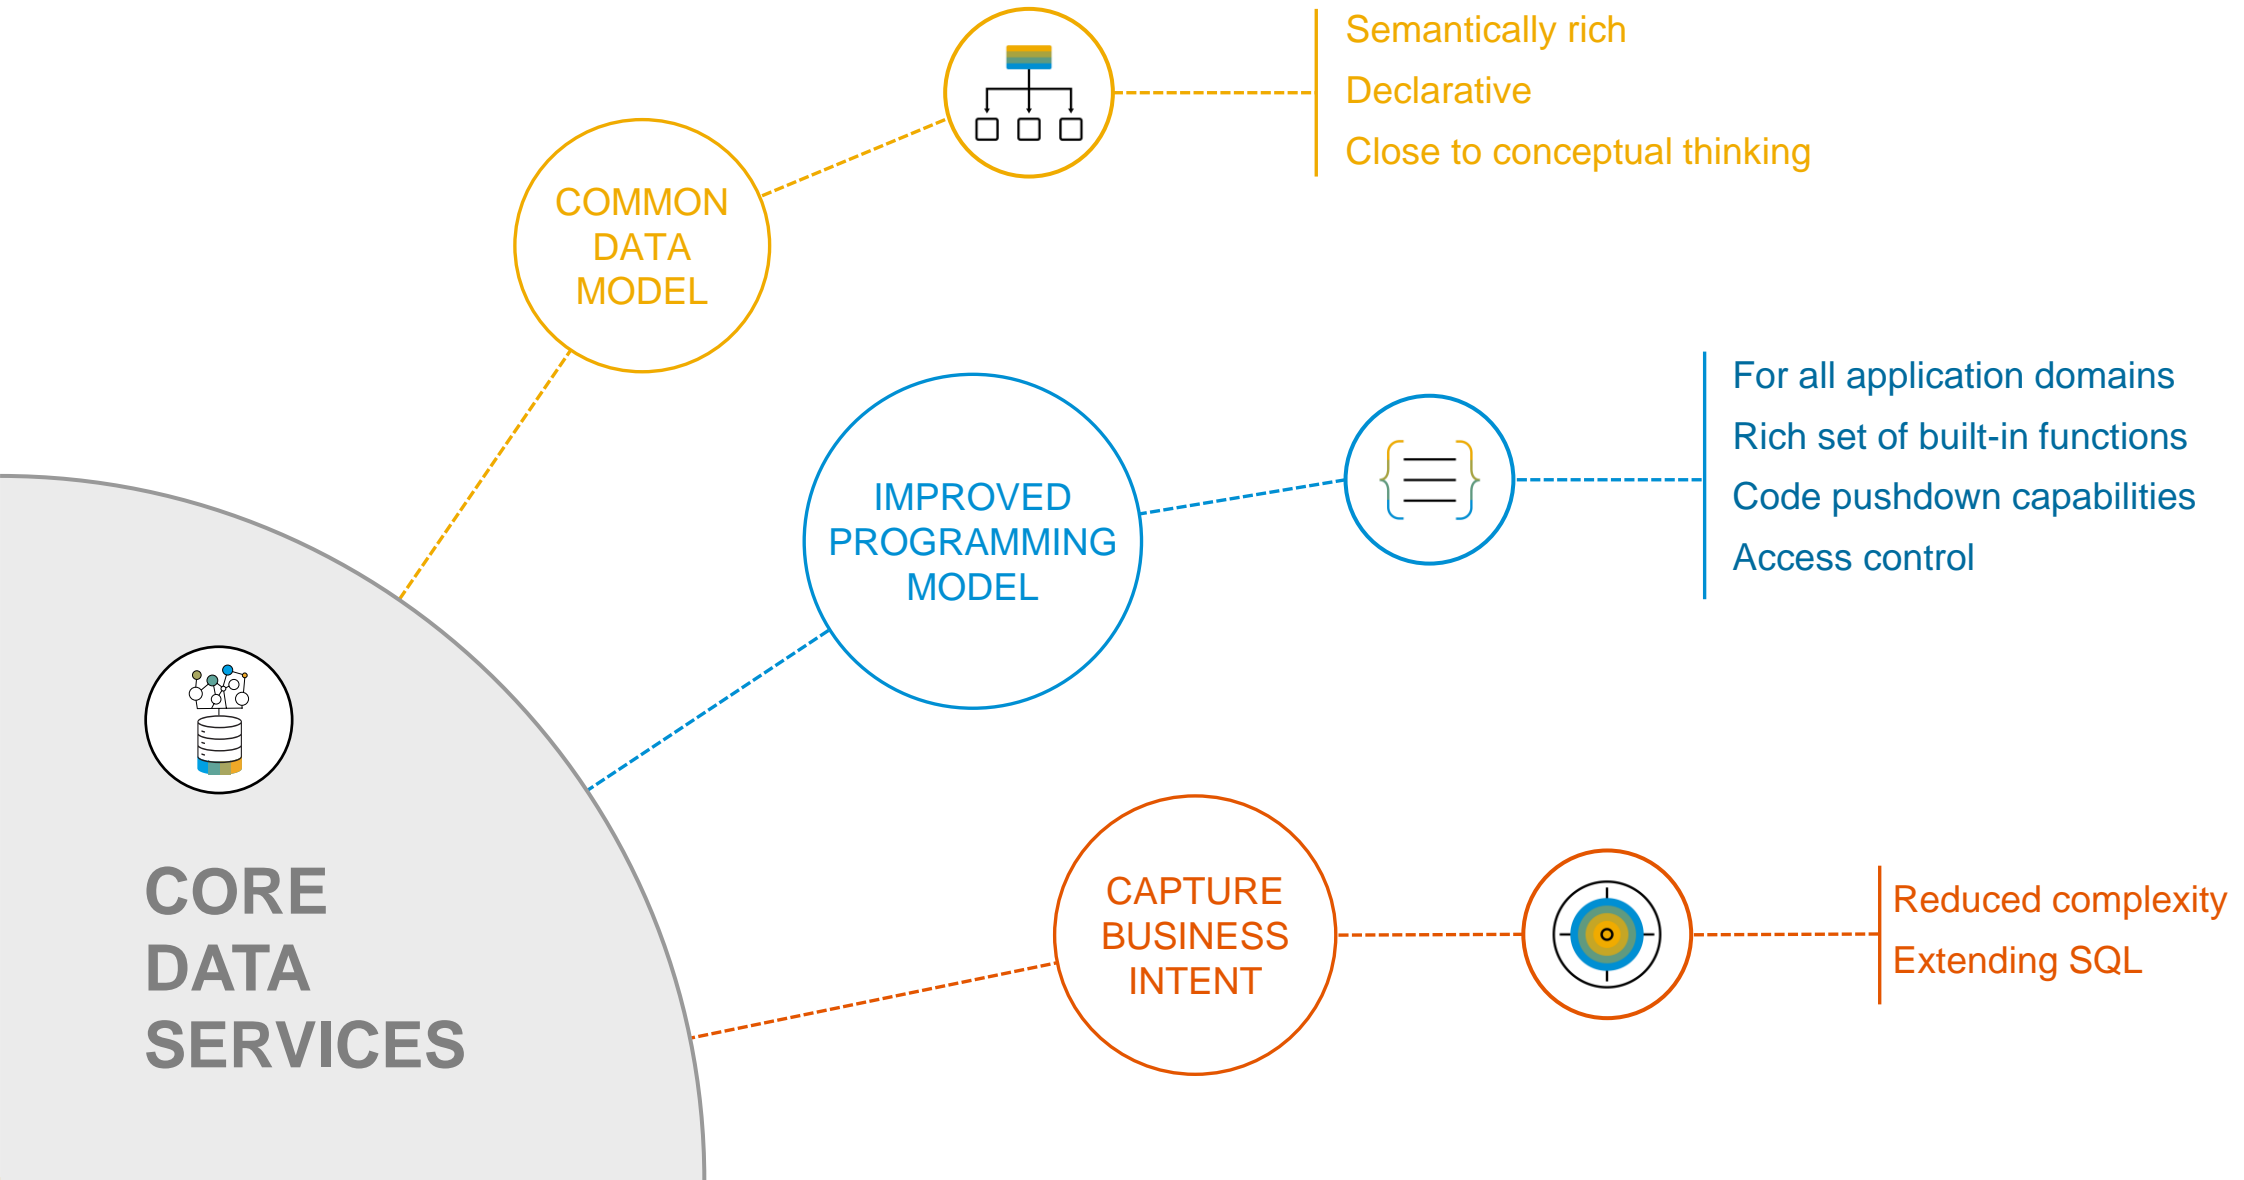 CORE
DATA
SERVICES
COMMON
DATA
MODEL
Semantically rich
Declarative
Close to conceptual thinking
IMPROVED
PROGRAMMING
MODEL
For all application domains
Rich set of built-in functions
Code pushdown capabilities
Access control
CAPTURE
BUSINESS
INTENT
Reduced complexity
Extending SQL